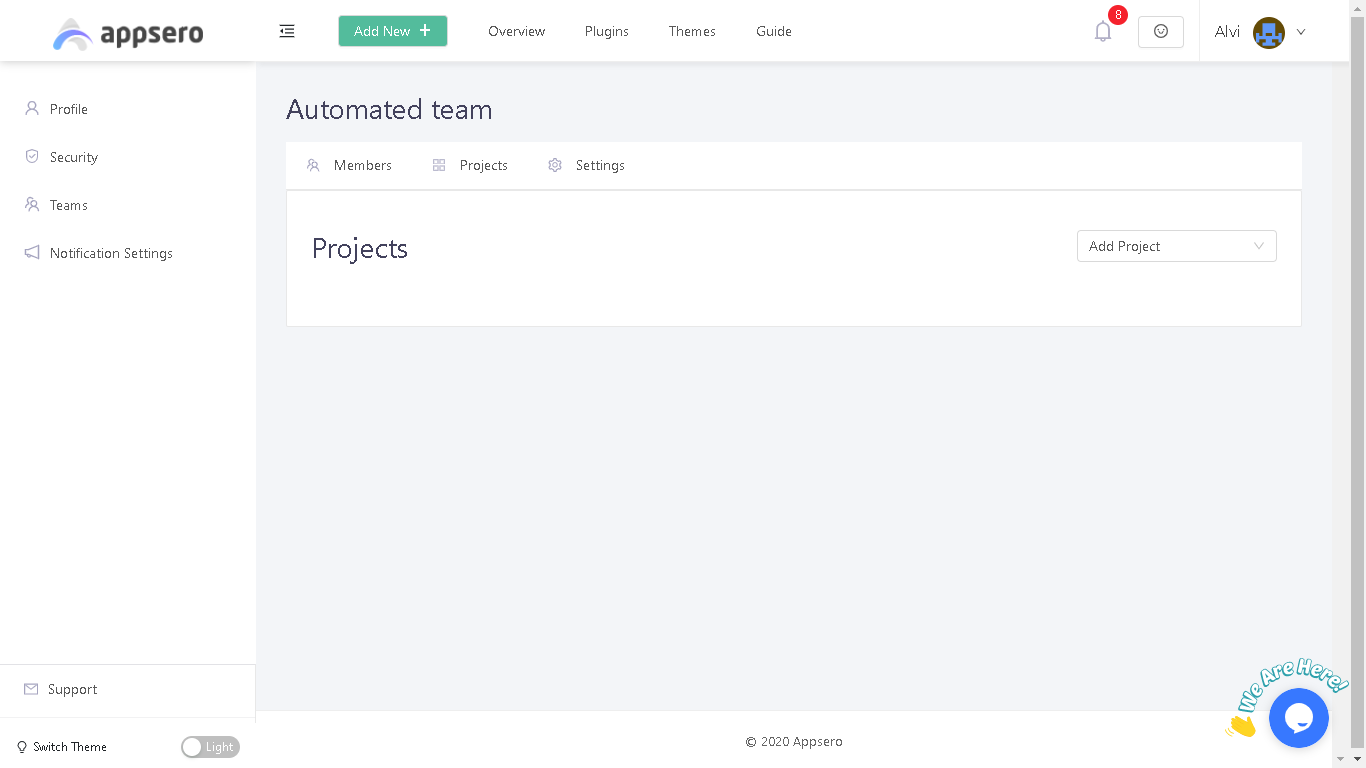 appsero
Add New
Overview
Plugins
Themes
Guide
8
Alvi
Profile
Security
Teams
Notification Settings
Automated team
Members
Projects
Settings
Projects
Add Project
Support
Switch Theme
Light
© 2020 Appsero
We Are Here!